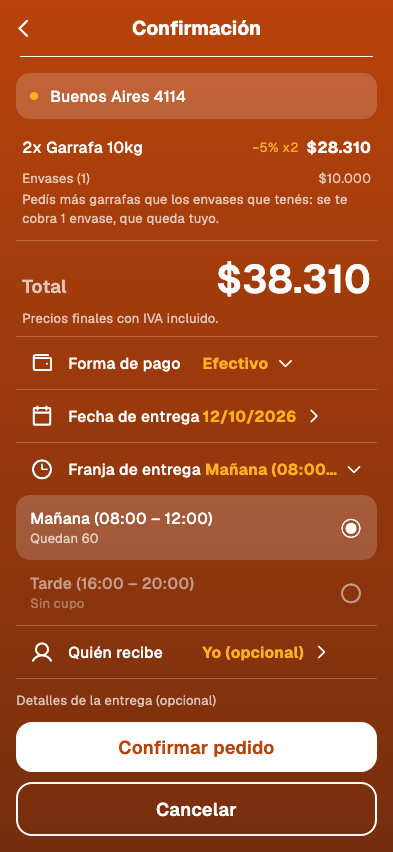 Confirmación
Buenos Aires 4114
2x Garrafa 10kg −5% x2 $28.310
Envases (1) $10.000
Pedís más garrafas que los envases que tenés: se te
cobra 1 envase, que queda tuyo.
Total $38.310
Precios finales con IVA incluido.
Forma de pago Efectivo
Fecha de entrega 12/10/2026
Franja de entrega Mañana (08:00...
Mañana (08:00 – 12:00)
Quedan 60
Tarde (16:00 – 20:00)
Sin cupo
Quién recibe Yo (opcional)
Detalles de la entrega (opcional)
Confirmar pedido
Cancelar